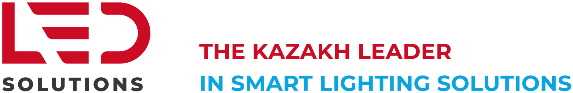 LED
SOLUTIONS
THE KAZAKH LEADER
IN SMART LIGHTING SOLUTIONS